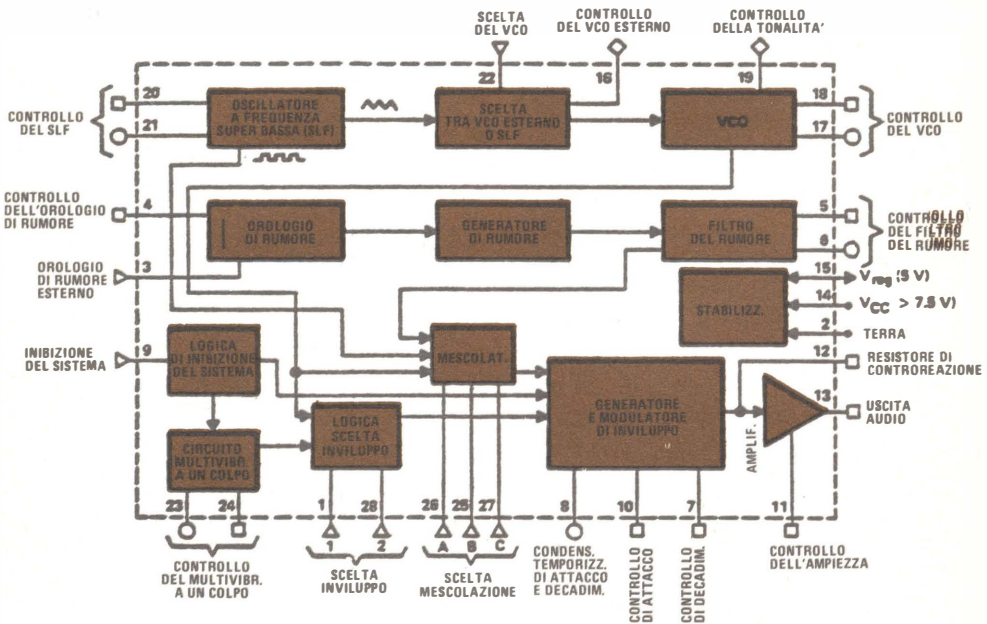 SCELTA
DEL VCO
CONTROLLO
DEL VCO ESTERNO
CONTROLLO
DELLA TONALITA'
22
16
19
CONTROLLO
DEL SLF
20
21
OSCILLATORE
A FREQUENZA
SUPER BASSA (SLF)
SCELTA
TRA VCO ESTERNO
O SLF
VCO
18
17
CONTROLLO
DEL VCO
CONTROLLO
DELL'OROLOGIO
DI RUMORE
4
OROLOGIO
DI RUMORE
GENERATORE
DI RUMORE
FILTRO
DEL RUMORE
5
6
CONTROLLO
DEL FILTRO
DEL RUMORE
OROLOGIO
DI RUMORE
ESTERNO
3
STABILIZZ.
15
Vreg (5 V)
14
VCC > 7.5 V)
2
TERRA
INIBIZIONE
DEL SISTEMA
9
LOGICA
DI INIBIZIONE
DEL SISTEMA
MESCOLAT.
12
RESISTORE DI
CONTROREAZIONE
GENERATORE
E MODULATORE
DI INVILUPPO
AMPLIF.
13
USCITA
AUDIO
CIRCUITO
MULTIVIBR.
A UN COLPO
LOGICA
SCELTA
INVILUPPO
23
24
1
28
26
25
27
8
10
7
11
1
2
A
B
C
CONTROLLO
DEL MULTIVIBR.
A UN COLPO
SCELTA
INVILUPPO
SCELTA
MESCOLAZIONE
CONDENS.
TEMPORIZZ.
DI ATTACCO
E DECADIM.
CONTROLLO
DI ATTACCO
CONTROLLO
DI DECADIM.
CONTROLLO
DELL'AMPIEZZA